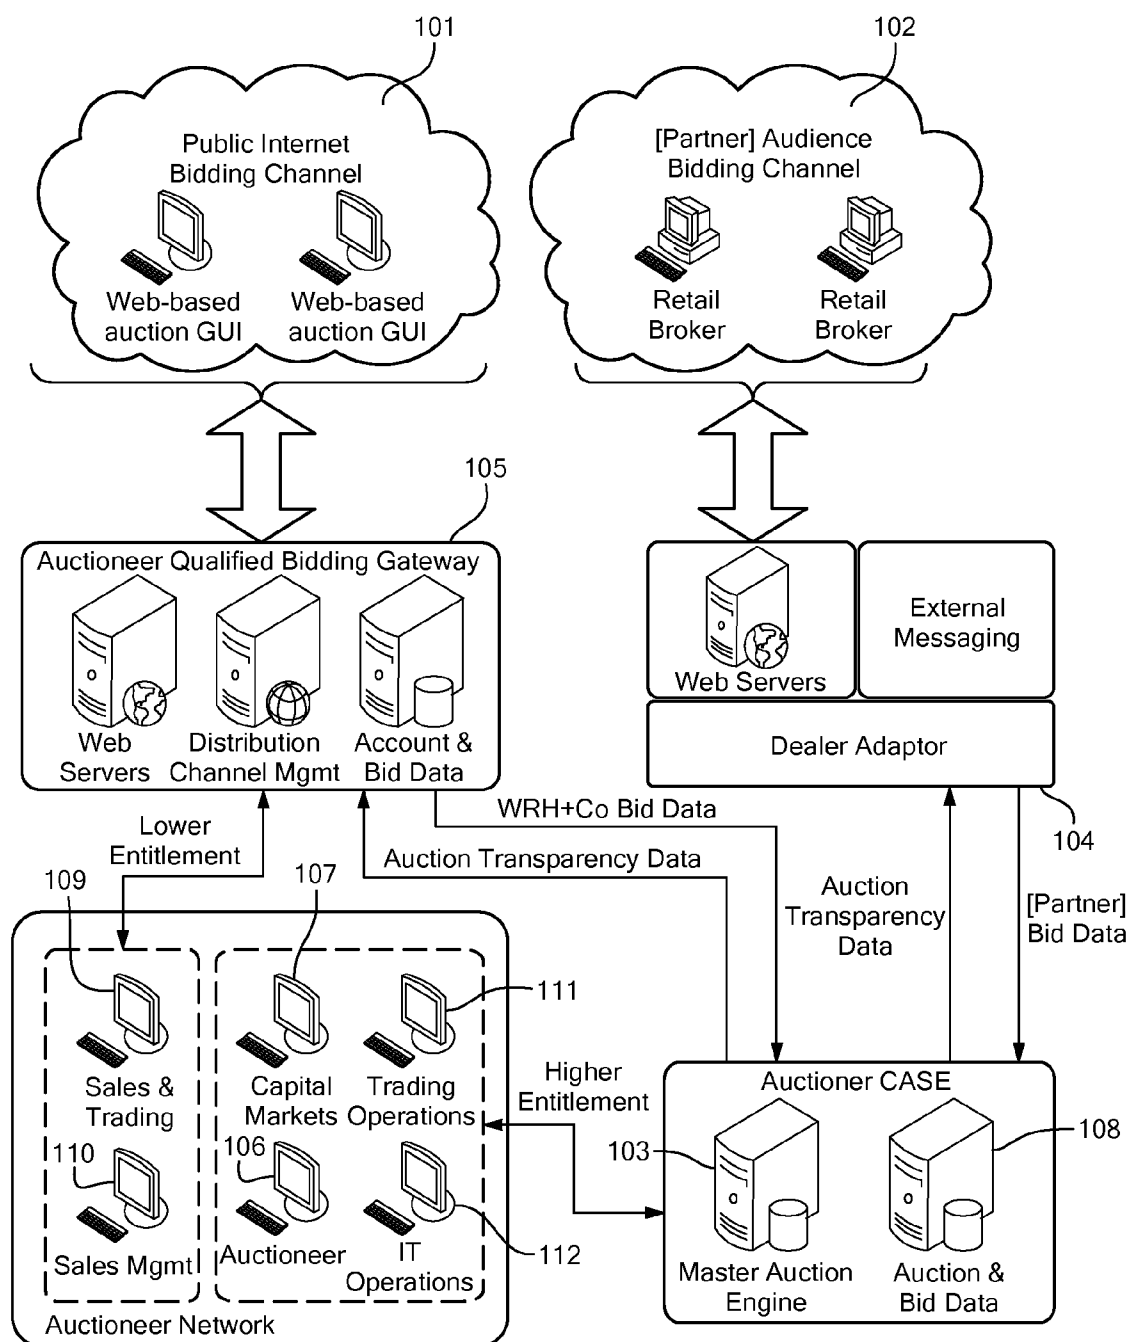 101
102
Public Internet
Bidding Channel
Web-based
auction GUI
Web-based
auction GUI
[Partner] Audience
Bidding Channel
Retail
Broker
Retail
Broker
105
Auctioneer Qualified Bidding Gateway
Web
Servers
Distribution
Channel Mgmt
Account &
Bid Data
Web Servers
External
Messaging
Dealer Adaptor
104
Lower
Entitlement
WRH+Co Bid Data
Auction Transparency Data
Auction
Transparency
Data
[Partner]
Bid Data
109
107
111
Sales &
Trading
Capital
Markets
Trading
Operations
110
106
112
Sales Mgmt
Auctioneer
IT
Operations
Auctioneer Network
Higher
Entitlement
Auctioner CASE
103
108
Master Auction
Engine
Auction &
Bid Data